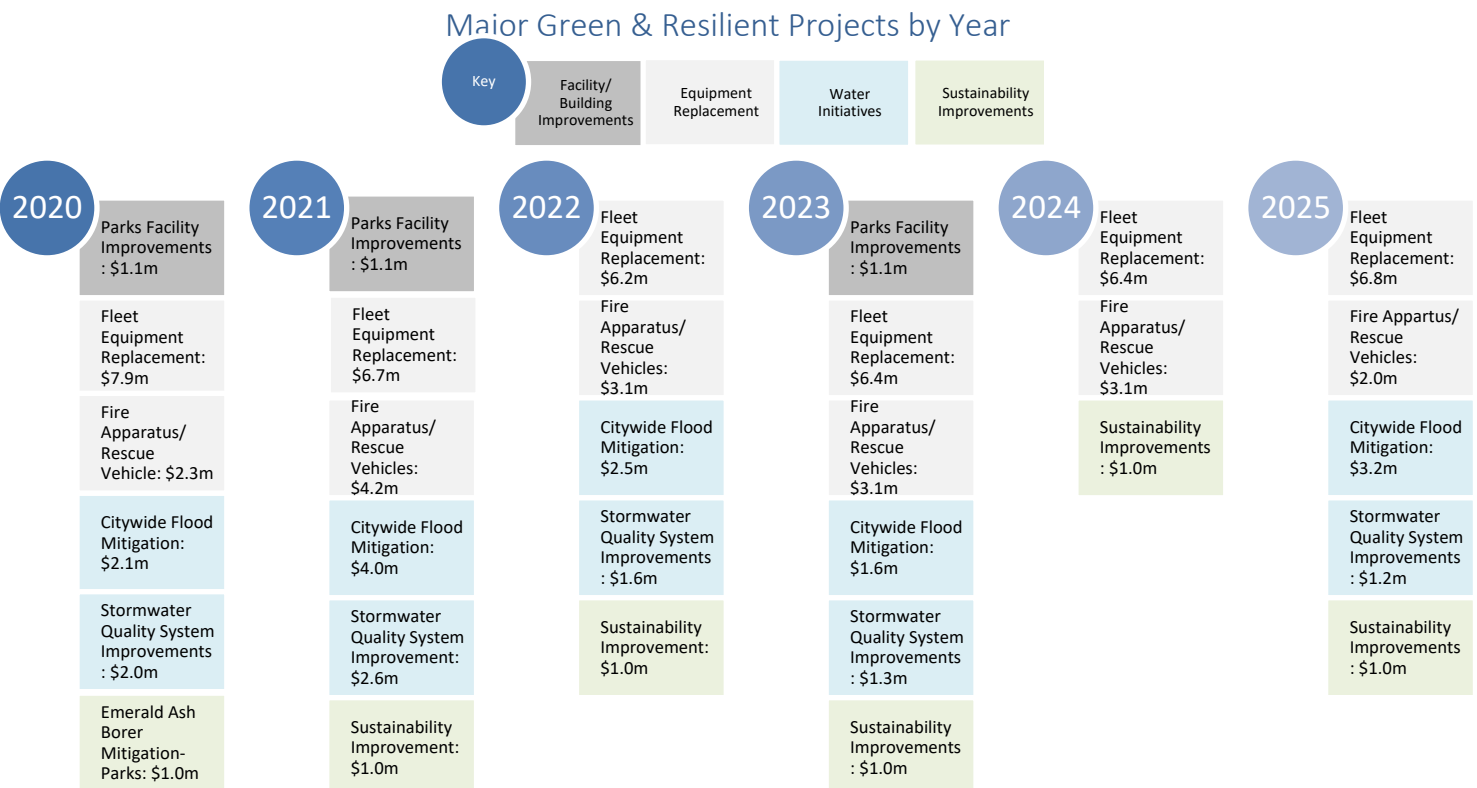 Major Green & Resilient Projects by Year
Key
Facility/
Building
Improvements
Equipment
Replacement
Water
Initiatives
Sustainability
Improvements
2020
Parks Facility
Improvements
: $1.1m
Fleet
Equipment
Replacement:
$7.9m
Fire
Apparatus/
Rescue
Vehicle: $2.3m
Citywide Flood
Mitigation:
$2.1m
Stormwater
Quality System
Improvements
: $2.0m
Emerald Ash
Borer
Mitigation-
Parks: $1.0m
2021
Parks Facility
Improvements
: $1.1m
Fleet
Equipment
Replacement:
$6.7m
Fire
Apparatus/
Rescue
Vehicles:
$4.2m
Citywide Flood
Mitigation:
$4.0m
Stormwater
Quality System
Improvement:
$2.6m
Sustainability
Improvement:
$1.0m
2022
Fleet
Equipment
Replacement:
$6.2m
Fire
Apparatus/
Rescue
Vehicles:
$3.1m
Citywide Flood
Mitigation:
$2.5m
Stormwater
Quality System
Improvements
: $1.6m
Sustainability
Improvement:
$1.0m
2023
Parks Facility
Improvements
: $1.1m
Fleet
Equipment
Replacement:
$6.4m
Fire
Apparatus/
Rescue
Vehicles:
$3.1m
Citywide Flood
Mitigation:
$1.6m
Stormwater
Quality System
Improvements
: $1.3m
Sustainability
Improvements
: $1.0m
2024
Fleet
Equipment
Replacement:
$6.4m
Fire
Apparatus/
Rescue
Vehicles:
$3.1m
Sustainability
Improvements
: $1.0m
2025
Fleet
Equipment
Replacement:
$6.8m
Fire Appartus/
Rescue
Vehicles:
$2.0m
Citywide Flood
Mitigation:
$3.2m
Stormwater
Quality System
Improvements
: $1.2m
Sustainability
Improvements
: $1.0m